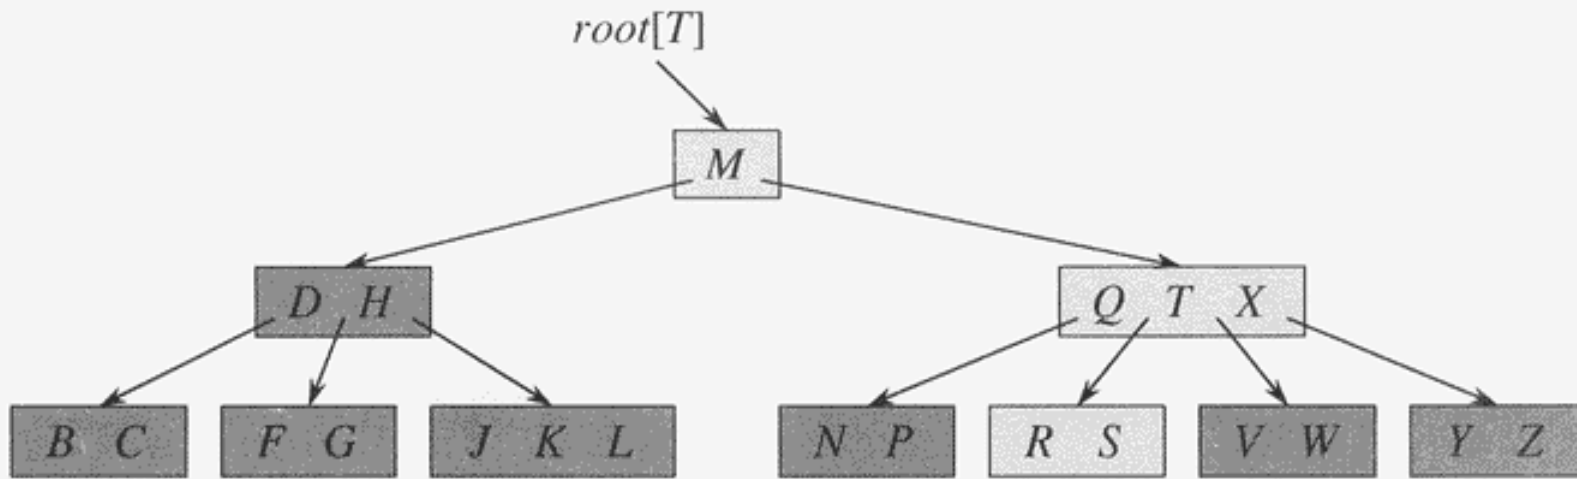 root[T]
M
D H
Q T X
B C
F G
J K L
N P
R S
V W
Y Z